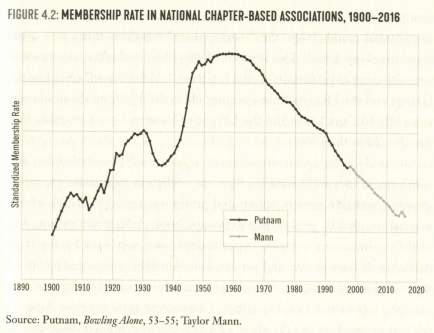 FIGURE 4.2: MEMBERSHIP RATE IN NATIONAL CHAPTER-BASED ASSOCIATIONS, 1900–2016
Standardized Membership Rate
Putnam
Mann
1890 1900 1910 1920 1930 1940 1950 1960 1970 1980 1990 2000 2010 2020
Source: Putnam, Bowling Alone, 53–55; Taylor Mann.